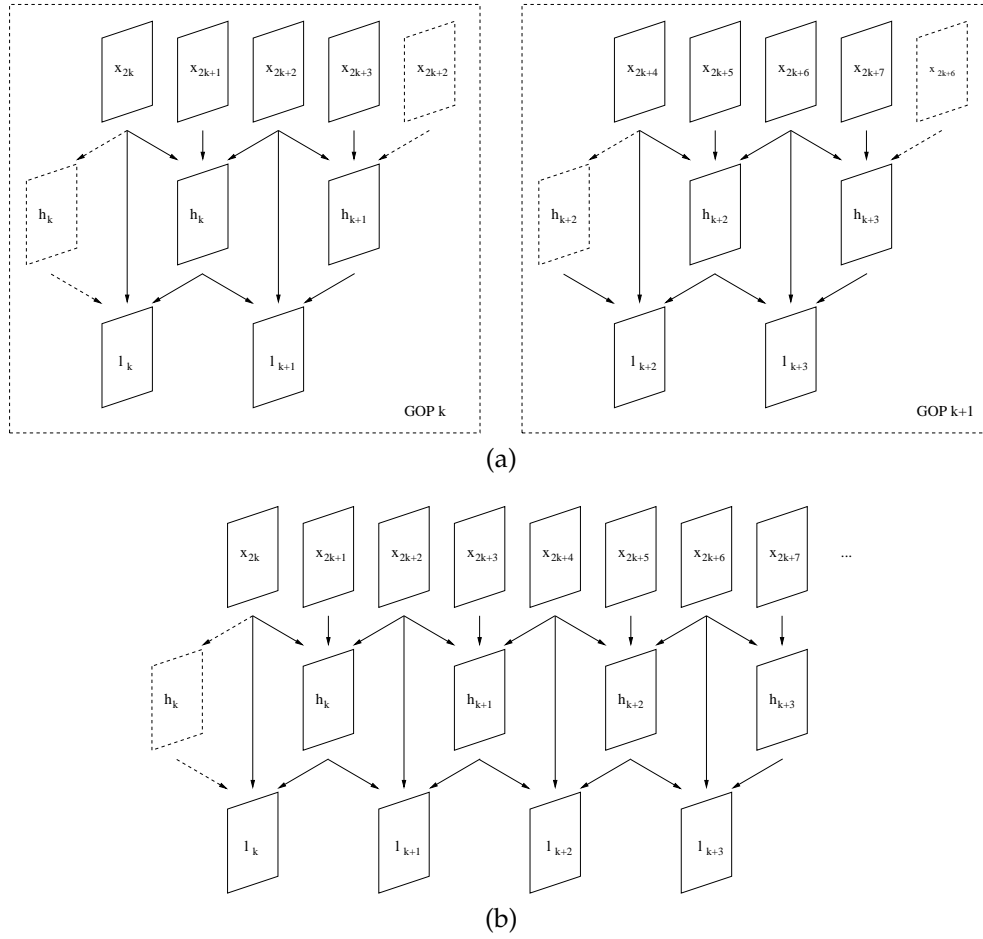 x2k x2k+1 x2k+2 x2k+3 x2k+2 x2k+4 x2k+5 x2k+6 x2k+7 x2k+6
hk hk hk+1 hk+2 hk+2 hk+3
lk lk+1 lk+2 lk+3
GOP k GOP k+1
(a)
x2k x2k+1 x2k+2 x2k+3 x2k+4 x2k+5 x2k+6 x2k+7 ...
hk hk hk+1 hk+2 hk+3
lk lk+1 lk+2 lk+3
(b)